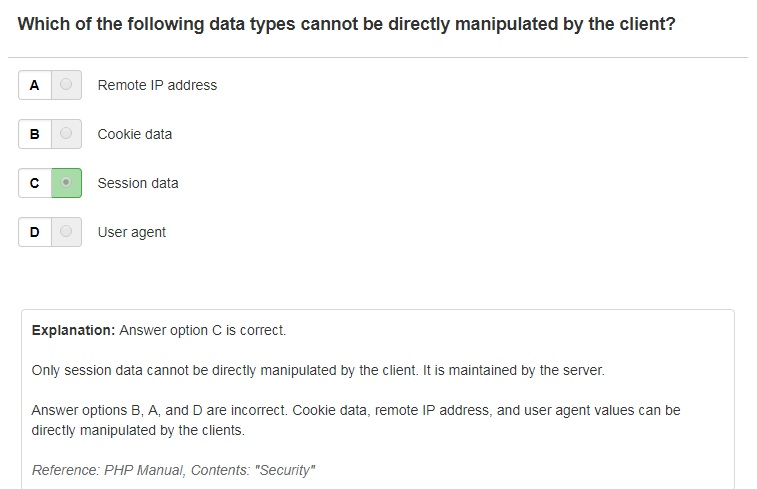 Which of the following data types cannot be directly manipulated by the client?
A Remote IP address
B Cookie data
C Session data
D User agent
Explanation: Answer option C is correct.
Only session data cannot be directly manipulated by the client. It is maintained by the server.
Answer options B, A, and D are incorrect. Cookie data, remote IP address, and user agent values can be
directly manipulated by the clients.
Reference: PHP Manual, Contents: "Security"